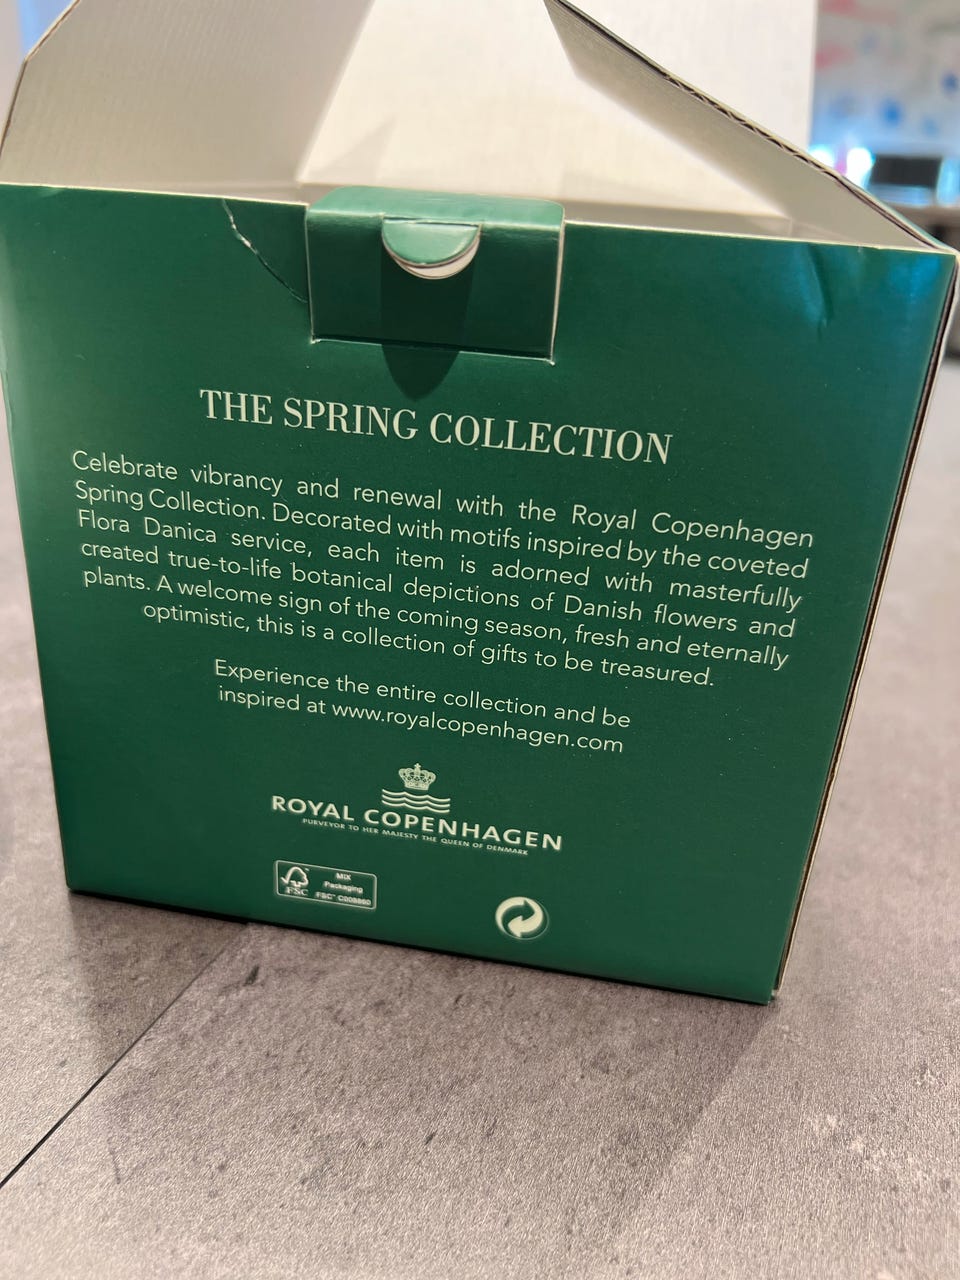 THE SPRING COLLECTION
Celebrate vibrancy and renewal with the Royal Copenhagen
Spring Collection. Decorated with motifs inspired by the coveted
Flora Danica service, each item is adorned with masterfully
created true-to-life botanical depictions of Danish flowers and
plants. A welcome sign of the coming season, fresh and eternally
optimistic, this is a collection of gifts to be treasured.
Experience the entire collection and be
inspired at www.royalcopenhagen.com
ROYAL COPENHAGEN
PURVEYOR TO HER MAJESTY THE QUEEN OF DENMARK
FSC
MIX
Packaging
FSC™